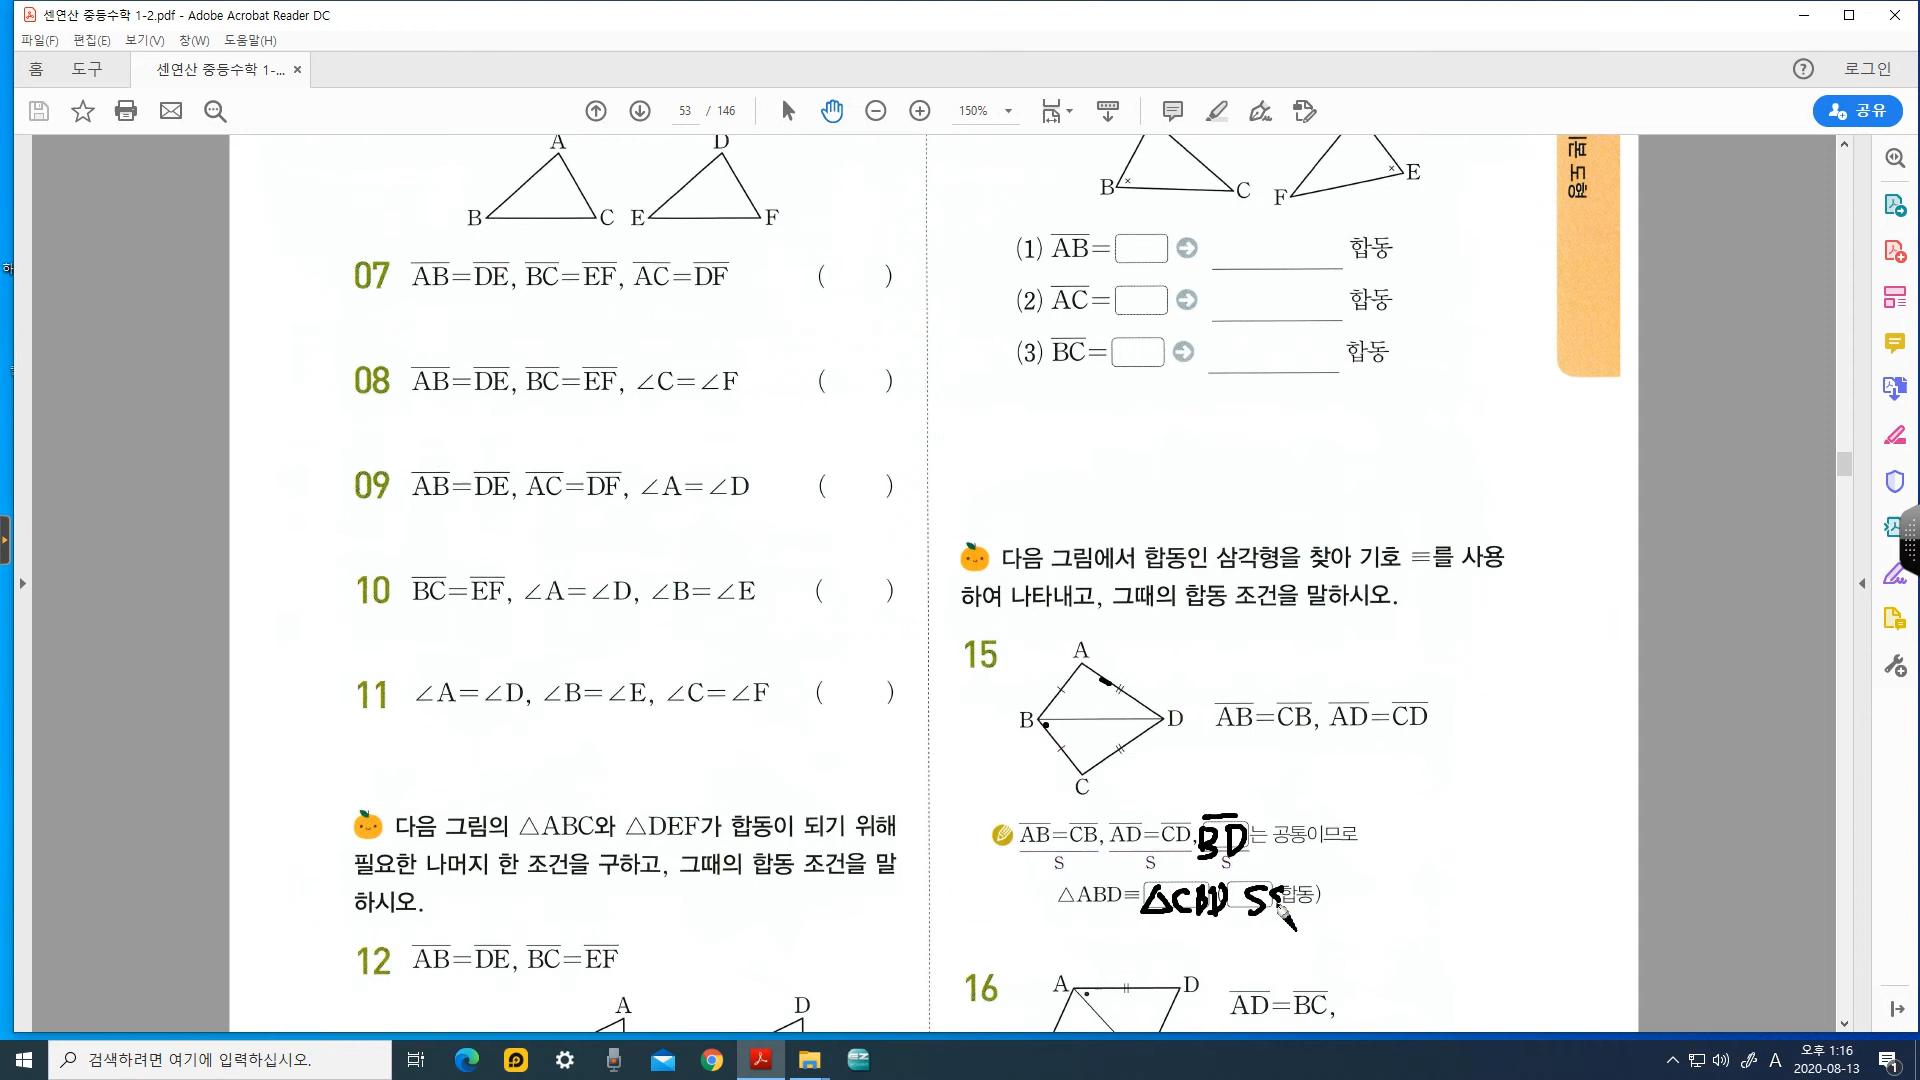 센연산 중등수학 1-2.pdf - Adobe Acrobat Reader DC
파일(F) 편집(E) 보기(V) 창(W) 도움말(H)
홈 도구 센연산 중등수학 1-... × 로그인
53 / 146 150% 공유
A D
B C E F
07 AB=DE, BC=EF, AC=DF ( )
08 AB=DE, BC=EF, ∠C=∠F ( )
09 AB=DE, AC=DF, ∠A=∠D ( )
10 BC=EF, ∠A=∠D, ∠B=∠E ( )
11 ∠A=∠D, ∠B=∠E, ∠C=∠F ( )
다음 그림의 △ABC와 △DEF가 합동이 되기 위해
필요한 나머지 한 조건을 구하고, 그때의 합동 조건을 말
하시오.
12 AB=DE, BC=EF
A D
B C F E
(1) AB= 합동
(2) AC= 합동
(3) BC= 합동
도형
다음 그림에서 합동인 삼각형을 찾아 기호 ≡를 사용
하여 나타내고, 그때의 합동 조건을 말하시오.
15 A B D C AB=CB, AD=CD
AB=CB, AD=CD, BD는 공통이므로
S S S
△ABD≡△CBD SS 합동)
16 A D AD=BC,
검색하려면 여기에 입력하십시오.
A 오후 1:16
2020-08-13
1